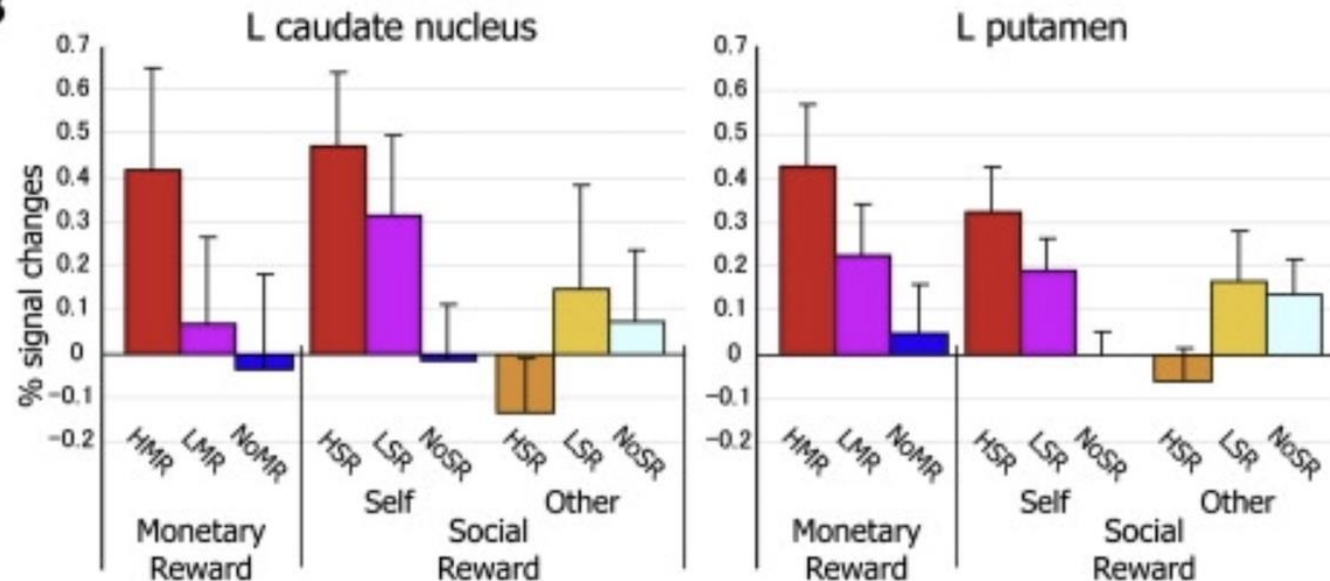 L caudate nucleus
L putamen
% signal changes
0.7
0.6
0.5
0.4
0.3
0.2
0.1
0
-0.1
-0.2
0.7
0.6
0.5
0.4
0.3
0.2
0.1
0
-0.1
-0.2
HMR LMR NoMR HSR LSR NoSR HSR LSR NoSR
Self Other
Monetary Reward
Social Reward
HMR LMR NoMR HSR LSR NoSR HSR LSR NoSR
Self Other
Monetary Reward
Social Reward